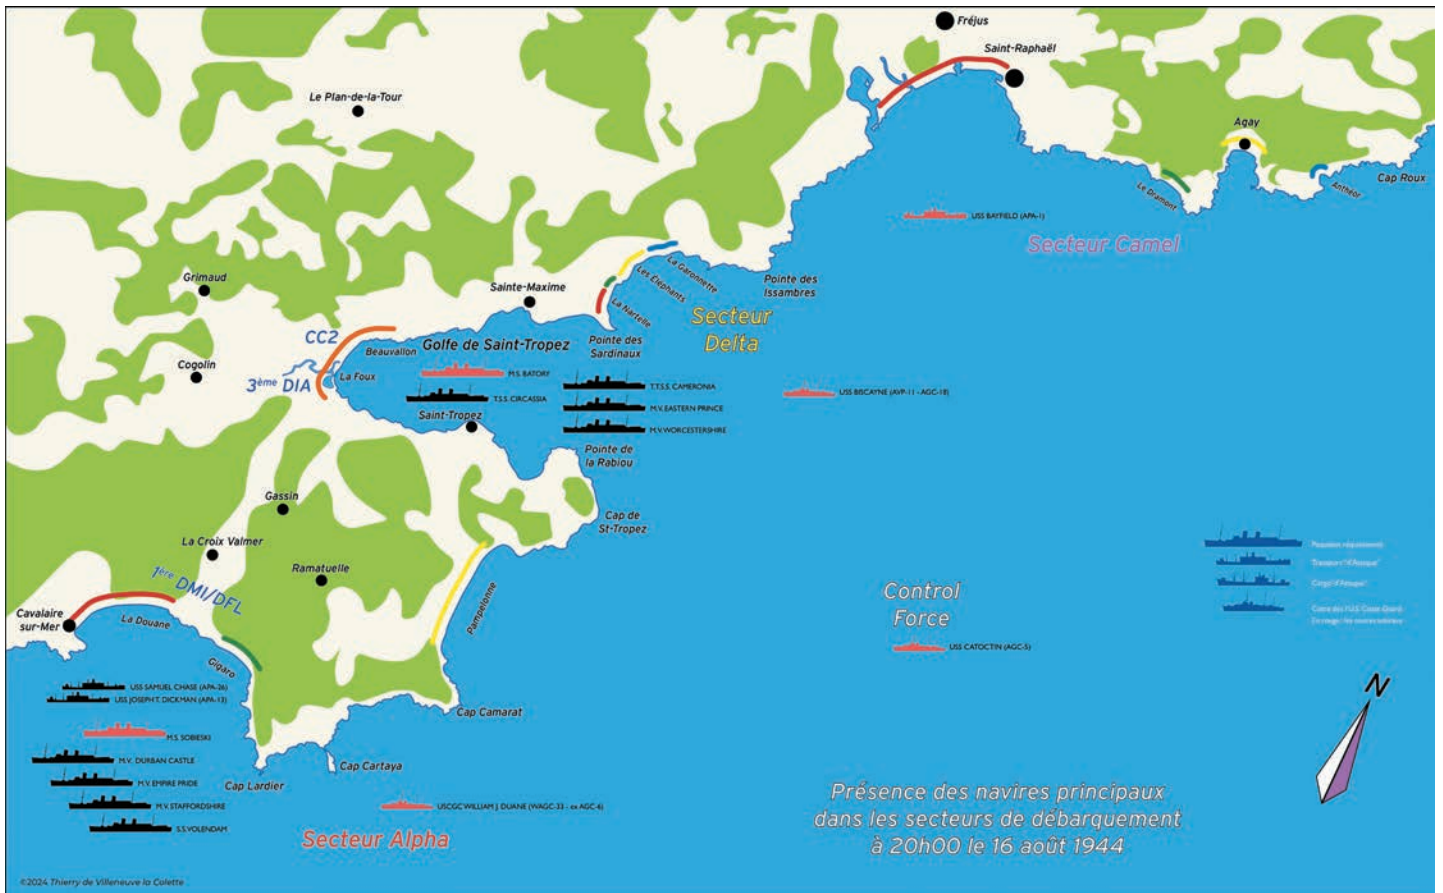 Fréjus
Saint-Raphaël
Le Plan-de-la-Tour
Agay
Cap Roux
Anthéor
Le Dramont
USS BAYFIELD (APA-1)
Secteur Camel
Grimaud
Sainte-Maxime
La Garonnette
Les Eléphants
La Nartelle
Pointe des
Issambres
Secteur
Delta
CC2
Beauvallon
Golfe de Saint-Tropez
Pointe des
Sardinaux
Cogolin
3ème DIA
La Foux
M.S. BATORY
T.S.S. CIRCASSIA
T.T.S.S. CAMERONIA
M.V. EASTERN PRINCE
M.V. WORCESTERSHIRE
USS BISCAYNE (AVP-11 - AGC-18)
Saint-Tropez
Pointe de
la Rabiou
Gassin
Cap de
St-Tropez
La Croix Valmer
Ramatuelle
1ère DMI/DFL
Pampelonne
Cavalaire
sur-Mer
La Douane
Gigaro
Control
Force
USS CATOCTIN (AGC-5)
Paquebots réquisitionnés
Transports "d'Attaque"
Cargo "d'Attaque"
USS SAMUEL CHASE (APA-26)
USS JOSEPH T. DICKMAN (APA-13)
M.S. SOBIESKI
M.V. DURBAN CASTLE
M.V. EMPIRE PRIDE
M.V. STAFFORDSHIRE
S.S. VOLENDAM
Cap Camarat
Cap Cartaya
Cap Lardier
USCGC WILLIAM J. DUANE (WAGC-33 - ex AGC-6)
Secteur Alpha
N
Présence des navires principaux
dans les secteurs de débarquement
à 20h00 le 16 août 1944
©2024 Thierry de Villeneuve la Colette